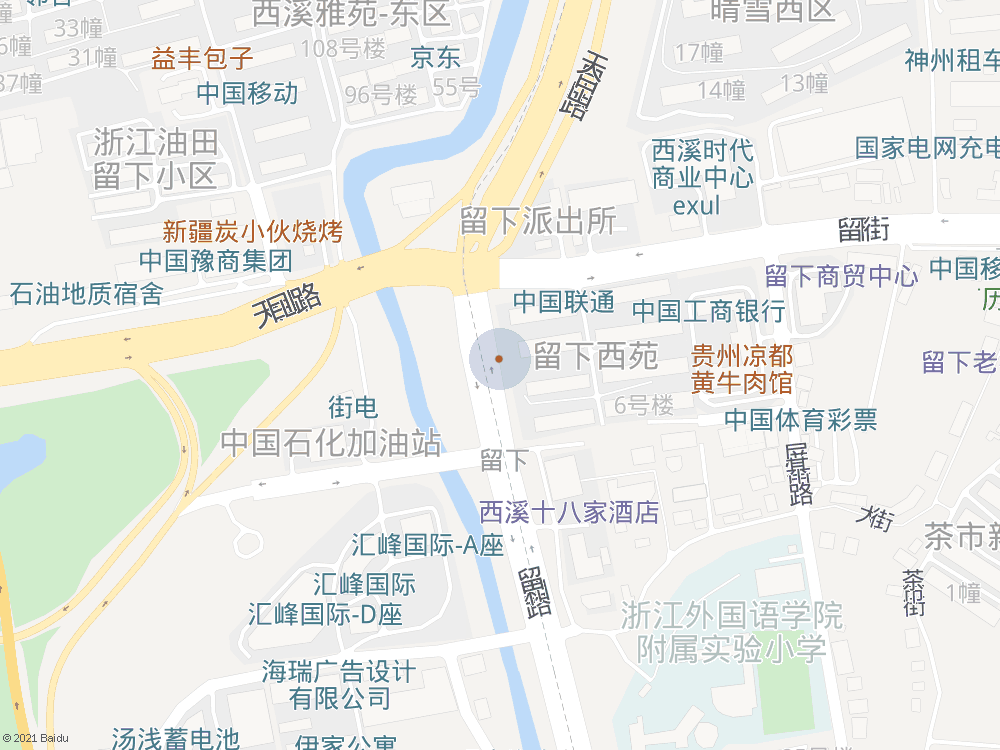 西溪雅苑-东区
晴雪西区
33幢
108号楼
31幢
益丰包子
京东
17幢
神州租车
中国移动
96号楼
55号
14幢
13幢
天目山路
浙江油田
留下小区
西溪时代
商业中心
exul
国家电网充电
留下派出所
新疆炭小伙烧烤
留下街
中国豫商集团
留下商贸中心
石油地质宿舍
天目山路
中国联通
中国工商银行
留下西苑
贵州凉都
黄牛肉馆
6号楼
街电
中国体育彩票
中国石化加油站
留下
屏基路
西溪十八家酒店
大街
汇峰国际-A座
汇峰国际
汇峰国际-D座
茶市街
1幢
浙江外国语学院
附属实验小学
海瑞广告设计
有限公司
汤浅蓄电池
伊家公寓
© 2021 Baidu